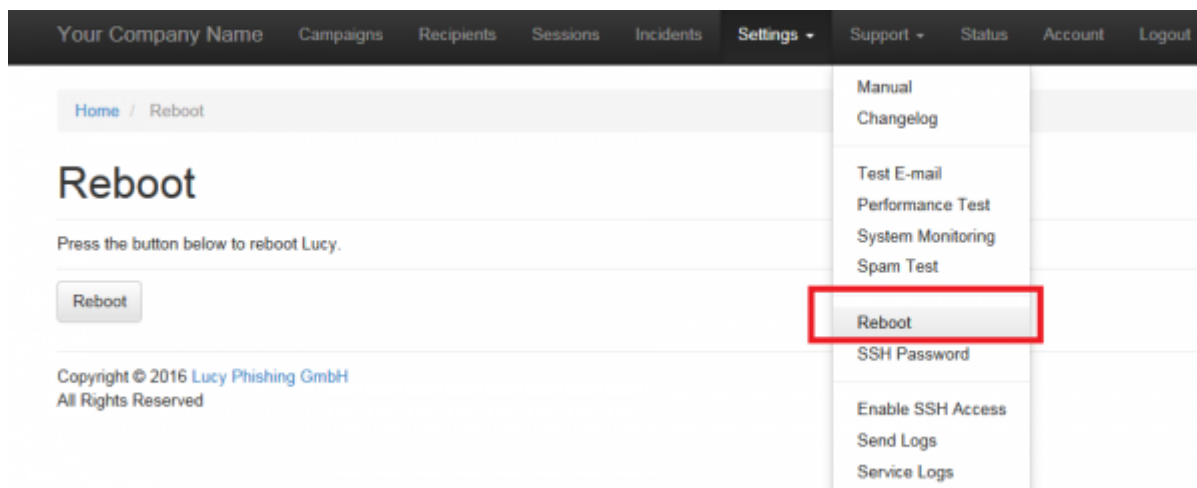 Your Company Name Campaigns Recipients Sessions Incidents Settings Support Status Account Logout
Home / Reboot
Reboot
Press the button below to reboot Lucy.
Reboot
Copyright © 2016 Lucy Phishing GmbH
All Rights Reserved
Manual
Changelog
Test E-mail
Performance Test
System Monitoring
Spam Test
Reboot
SSH Password
Enable SSH Access
Send Logs
Service Logs